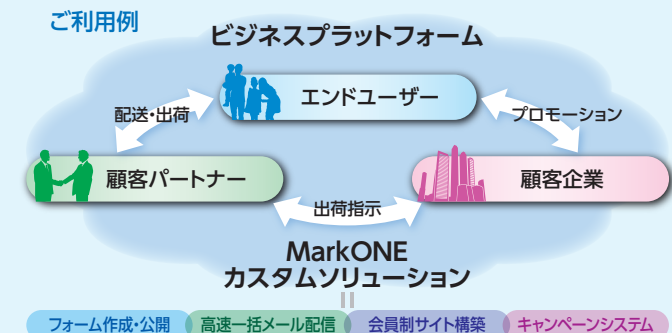 ご利用例
ビジネスプラットフォーム
エンドユーザー
配送・出荷
プロモーション
顧客パートナー
顧客企業
出荷指示
MarkONE
カスタムソリューション
フォーム作成・公開
高速一括メール配信
会員制サイト構築
キャンペーンシステム